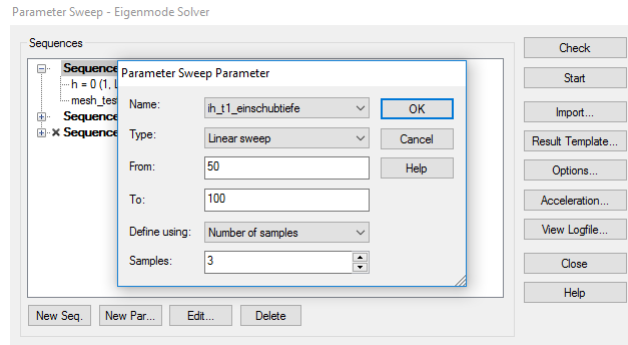 Parameter Sweep - Eigenmode Solver
Sequences
Sequence
h = 0 (1, L
mesh_test
Sequence
Sequence
Parameter Sweep Parameter
Name: ih_t1_einschubtiefe
Type: Linear sweep
From: 50
To: 100
Define using: Number of samples
Samples: 3
OK
Cancel
Help
New Seq. New Par... Edit... Delete
Check
Start
Import...
Result Template...
Options...
Acceleration...
View Logfile...
Close
Help